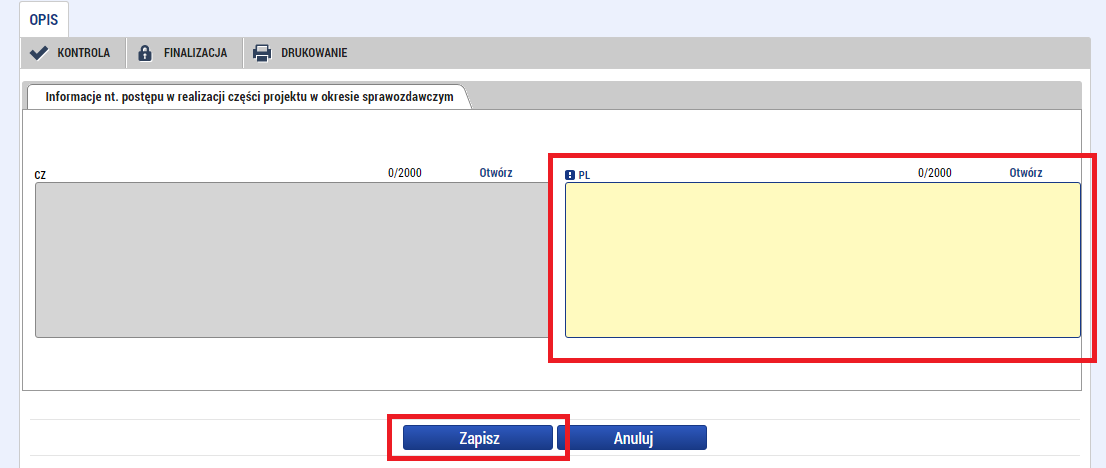 OPIS
KONTROLA FINALIZACJA DRUKOWANIE
Informacje nt. postępu w realizacji części projektu w okresie sprawozdawczym
CZ 0/2000 Otwórz PL 0/2000 Otwórz
Zapisz Anuluj